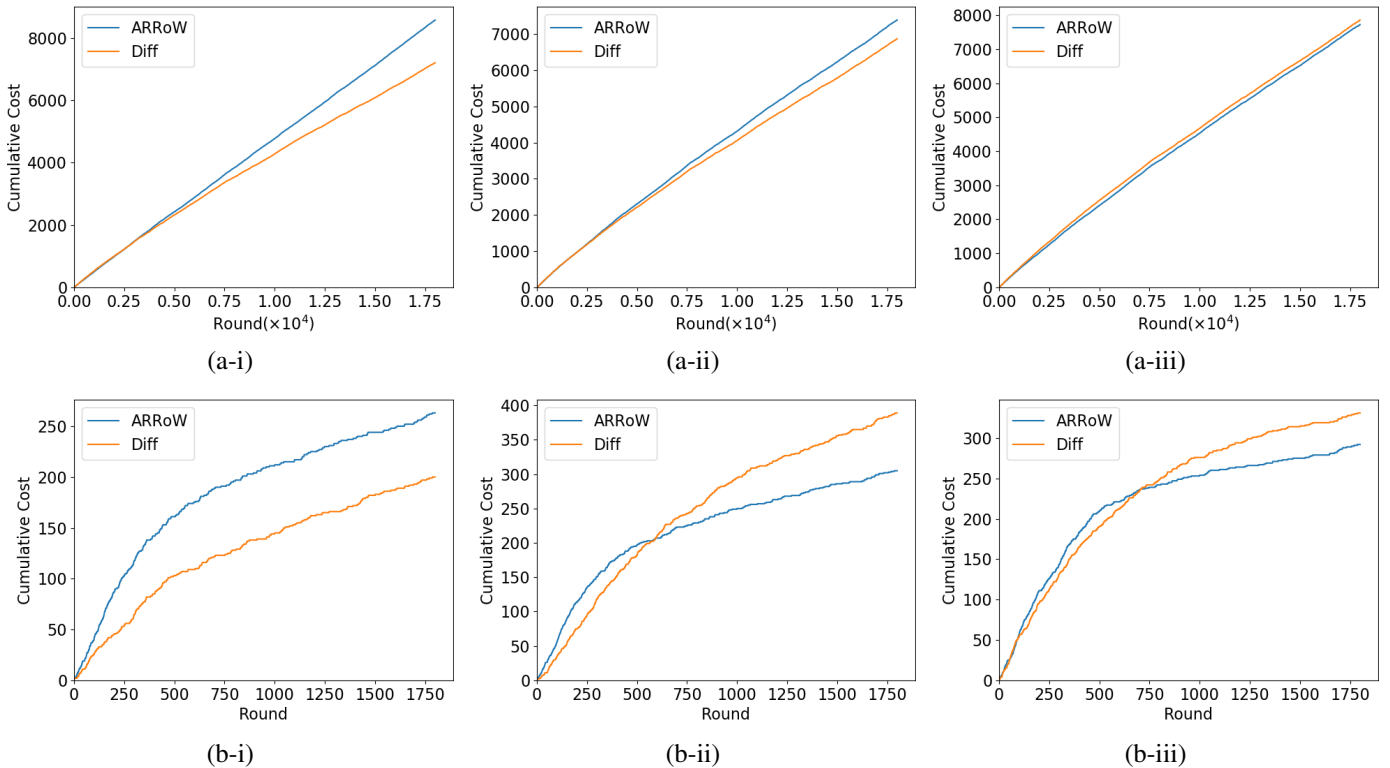 ARRoW
Diff
Cumulative Cost
8000
6000
4000
2000
0
0.00 0.25 0.50 0.75 1.00 1.25 1.50 1.75
Round(×10⁴)
(a-i)
ARRoW
Diff
Cumulative Cost
7000
6000
5000
4000
3000
2000
1000
0
0.00 0.25 0.50 0.75 1.00 1.25 1.50 1.75
Round(×10⁴)
(a-ii)
ARRoW
Diff
Cumulative Cost
8000
7000
6000
5000
4000
3000
2000
1000
0
0.00 0.25 0.50 0.75 1.00 1.25 1.50 1.75
Round(×10⁴)
(a-iii)
ARRoW
Diff
Cumulative Cost
250
200
150
100
50
0
0 250 500 750 1000 1250 1500 1750
Round
(b-i)
ARRoW
Diff
Cumulative Cost
400
350
300
250
200
150
100
50
0
0 250 500 750 1000 1250 1500 1750
Round
(b-ii)
ARRoW
Diff
Cumulative Cost
300
250
200
150
100
50
0
0 250 500 750 1000 1250 1500 1750
Round
(b-iii)